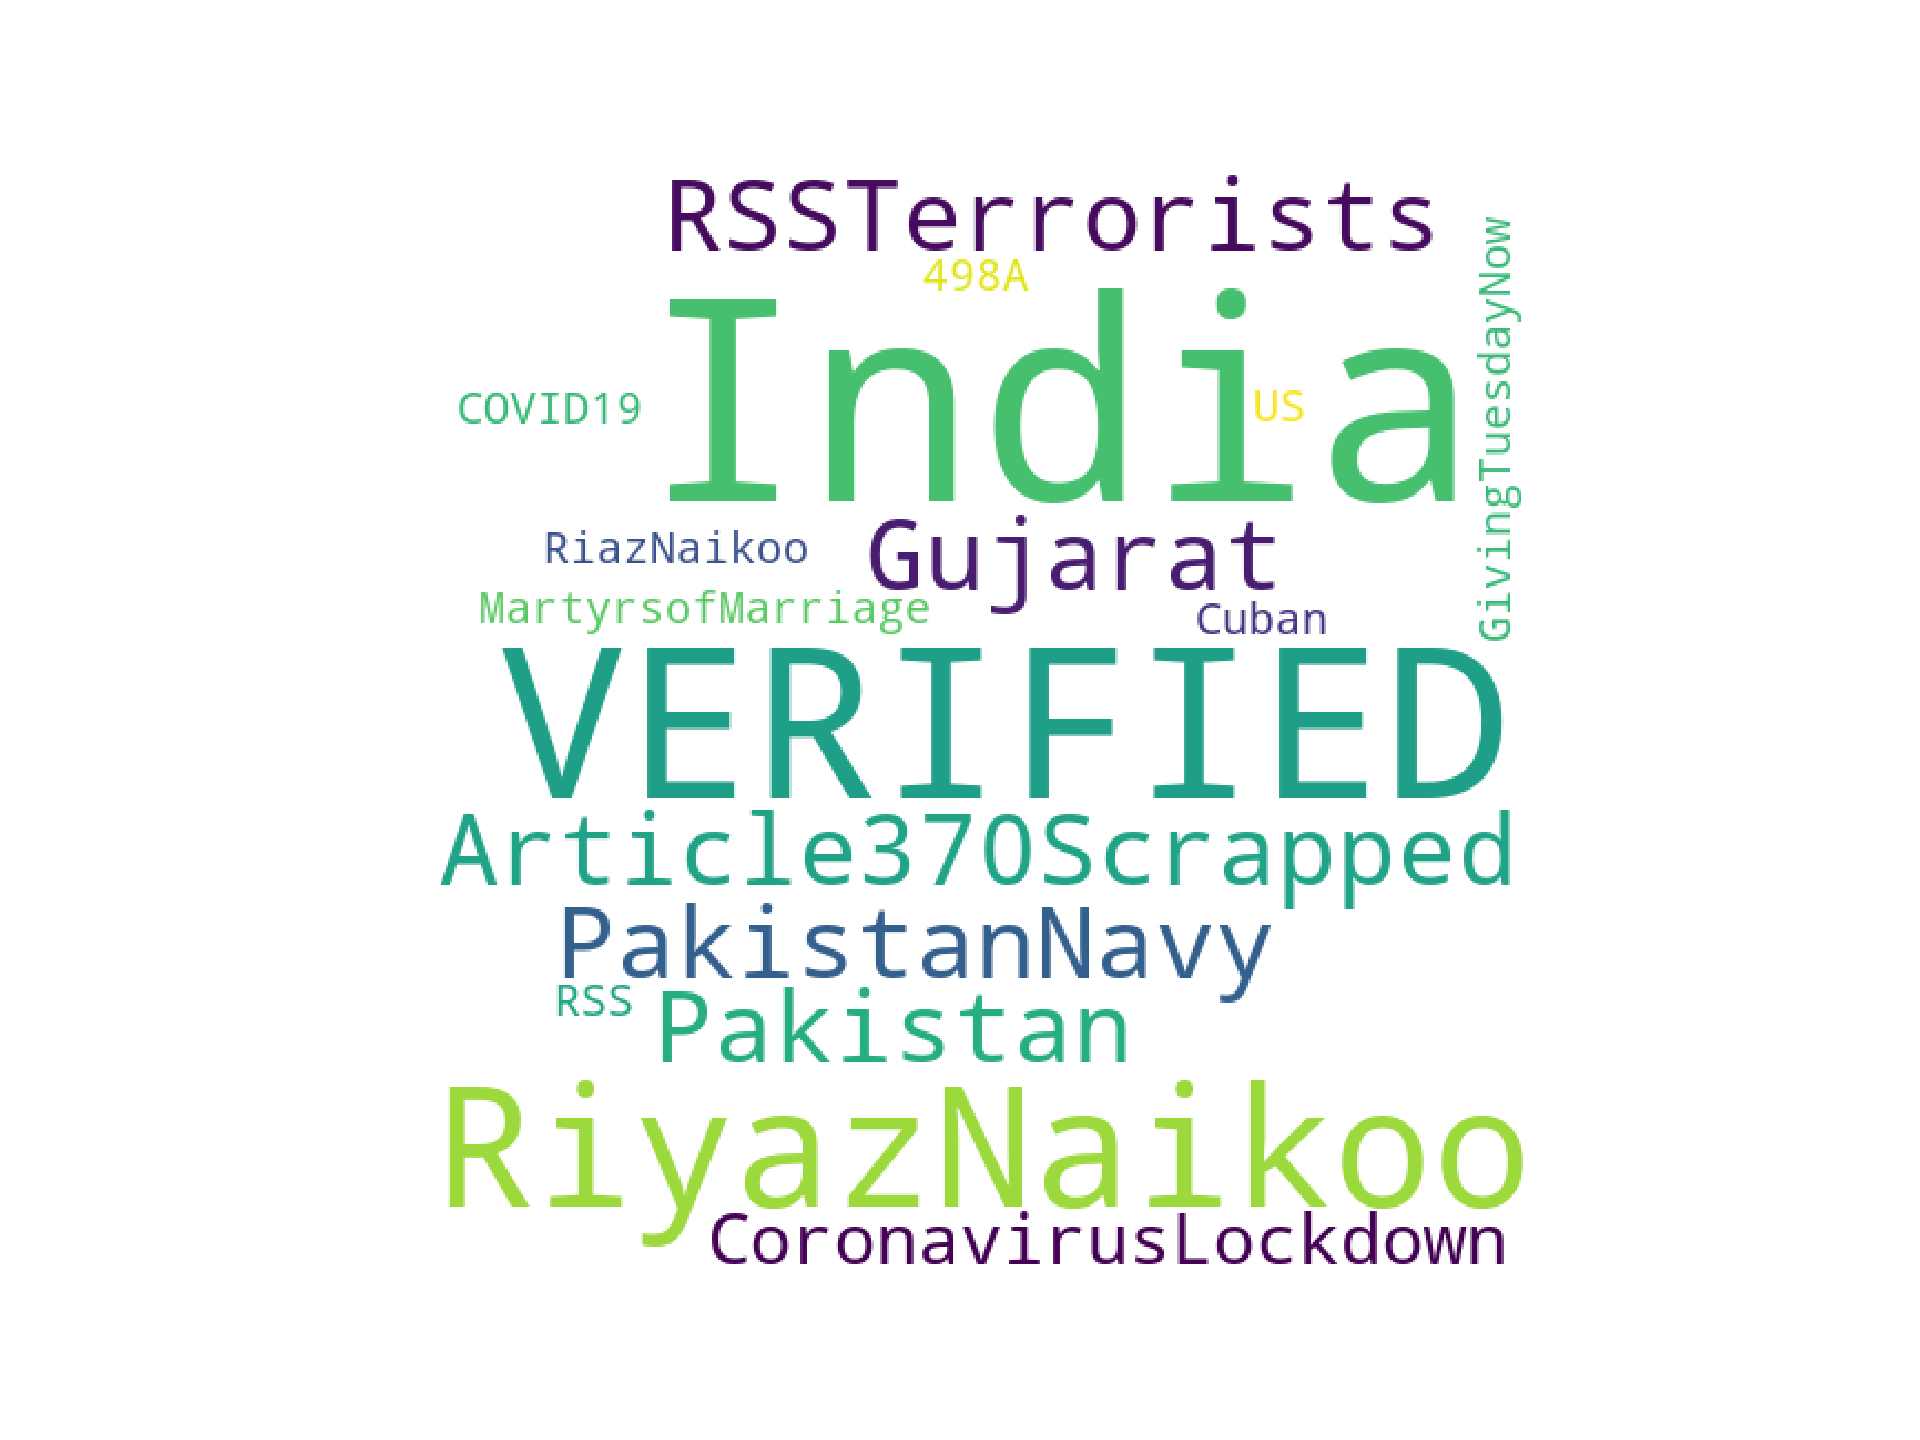 RSSTerrorists
498A
India
US
COVID19
GivingTuesdayNow
RiazNaikoo
Gujarat
MartyrsofMarriage
Cuban
VERIFIED
Article370Scrapped
PakistanNavy
RSS
Pakistan
RiyazNaikoo
CoronavirusLockdown